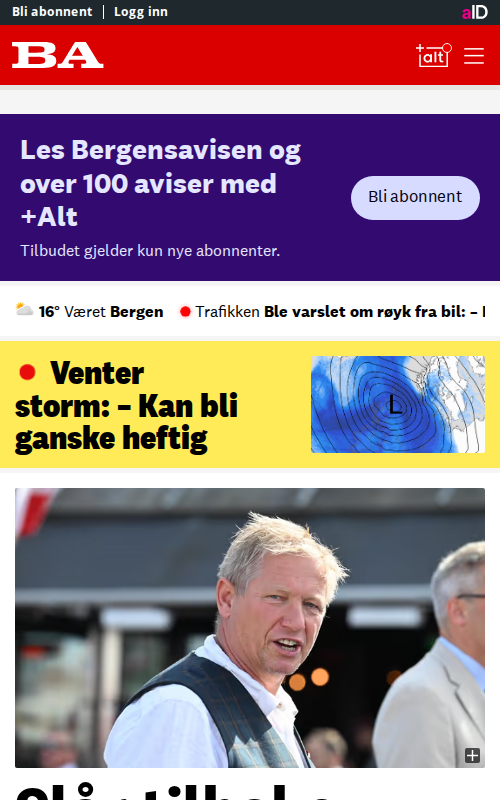 Bli abonnent | Logg inn
aID
BA
+alt
Les Bergensavisen og
over 100 aviser med
+Alt
Bli abonnent
Tilbudet gjelder kun nye abonnenter.
16° Været Bergen Trafikken Ble varslet om røyk fra bil: –
Venter
storm: – Kan bli
ganske heftig
L